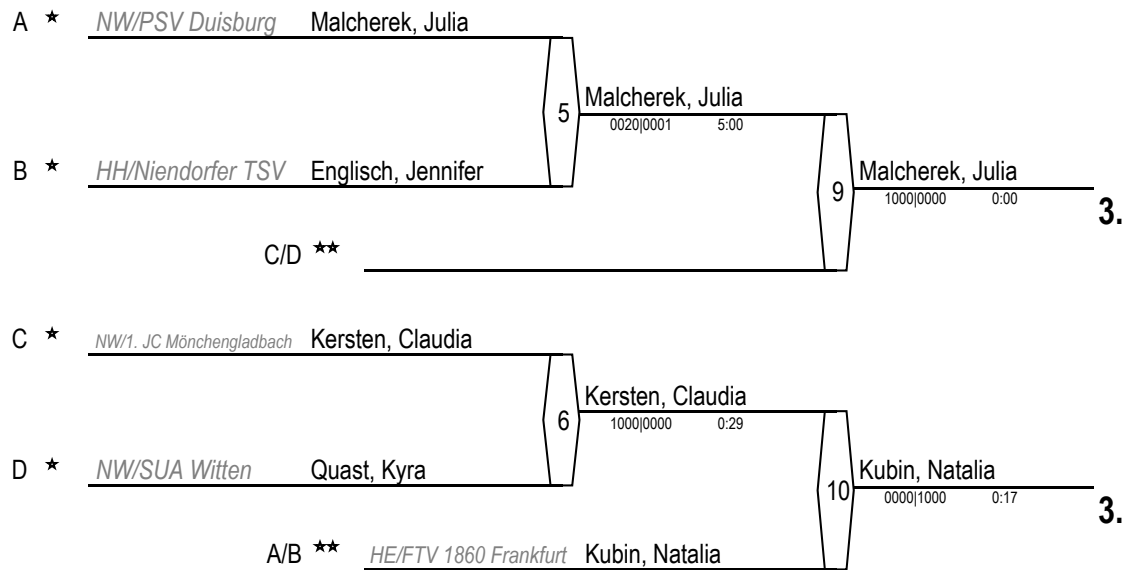 A ★ NW/PSV Duisburg Malcherek, Julia
5 Malcherek, Julia
0020|0001 5:00
B ★ HH/Niendorfer TSV Englisch, Jennifer
9 Malcherek, Julia
1000|0000 0:00
3.
C/D ★★
C ★ NW/1. JC Mönchengladbach Kersten, Claudia
6 Kersten, Claudia
1000|0000 0:29
D ★ NW/SUA Witten Quast, Kyra
10 Kubin, Natalia
0000|1000 0:17
3.
A/B ★★ HE/FTV 1860 Frankfurt Kubin, Natalia